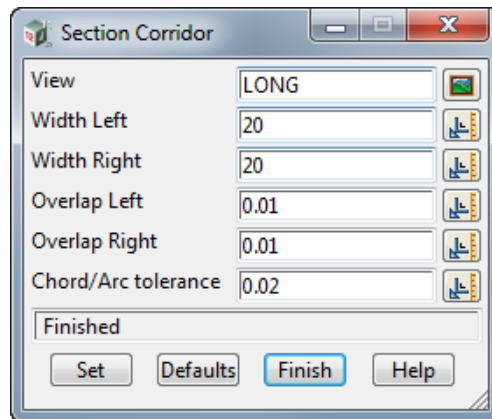 Section Corridor
View LONG
Width Left 20
Width Right 20
Overlap Left 0.01
Overlap Right 0.01
Chord/Arc tolerance 0.02
Finished
Set Defaults Finish Help